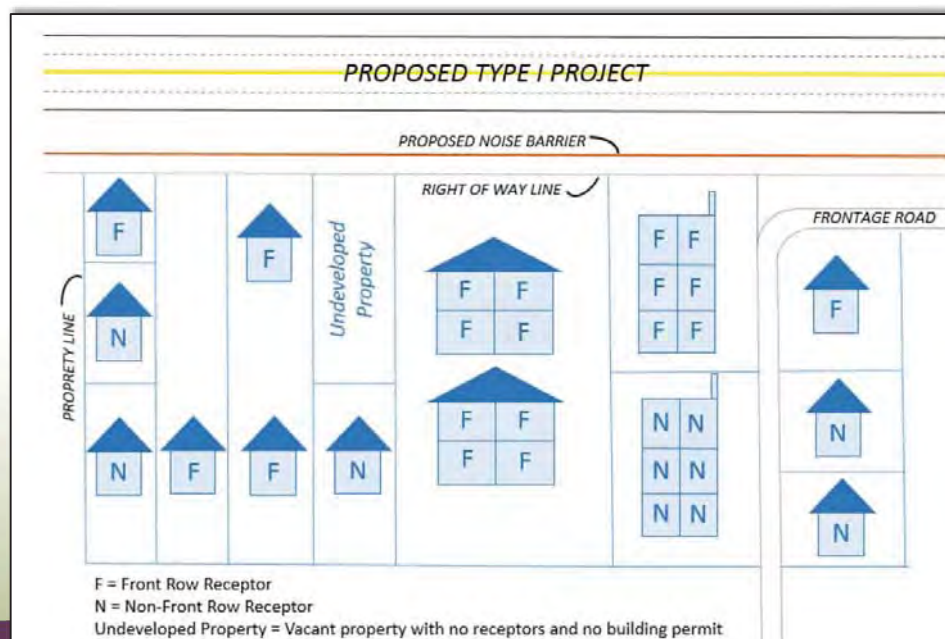 PROPOSED TYPE I PROJECT
PROPOSED NOISE BARRIER
RIGHT OF WAY LINE
FRONTAGE ROAD
PROPRETY LINE
Undeveloped
Property
F
F
F F
F F
F F
F F
F F
F
N
F F
F F
N
N
F
F
N
N N
N N
N N
N
N
F = Front Row Receptor
N = Non-Front Row Receptor
Undeveloped Property = Vacant property with no receptors and no building permit